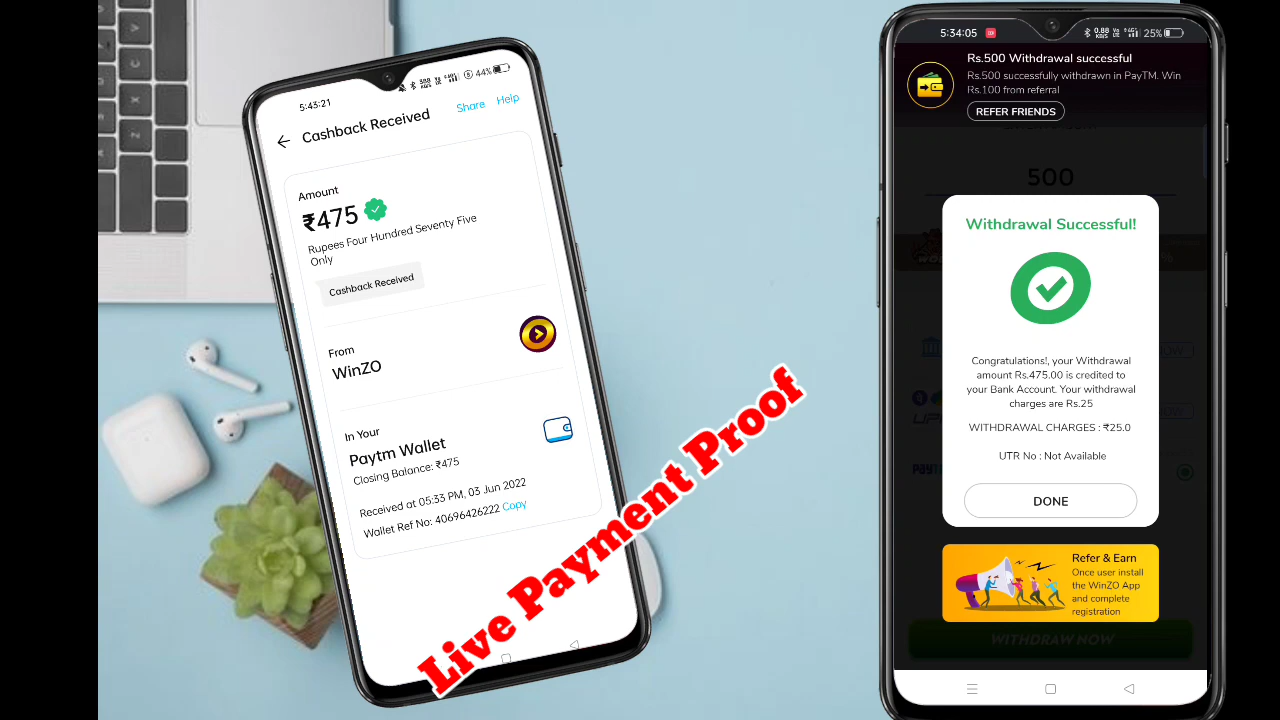 5:43:21
44%
Cashback Received
Share
Help
Amount
₹475
Rupees Four Hundred Seventy Five
Only
Cashback Received
From
WinZO
In Your
Paytm Wallet
Closing Balance: ₹475
Received at 05:33 PM, 03 Jun 2022
Wallet Ref No: 40696426222 Copy
Live Payment Proof
5:34:05
0.88
25%
Rs.500 Withdrawal successful
Rs.500 successfully withdrawn in PayTM. Win
Rs.100 from referral
REFER FRIENDS
500
Withdrawal Successful!
Congratulations!, your Withdrawal
amount Rs.475.00 is credited to
your Bank Account. Your withdrawal
charges are Rs.25
WITHDRAWAL CHARGES : ₹25.0
UTR No : Not Available
DONE
Refer & Earn
Once user install
the WinZO App
and complete
registration
WITHDRAW NOW